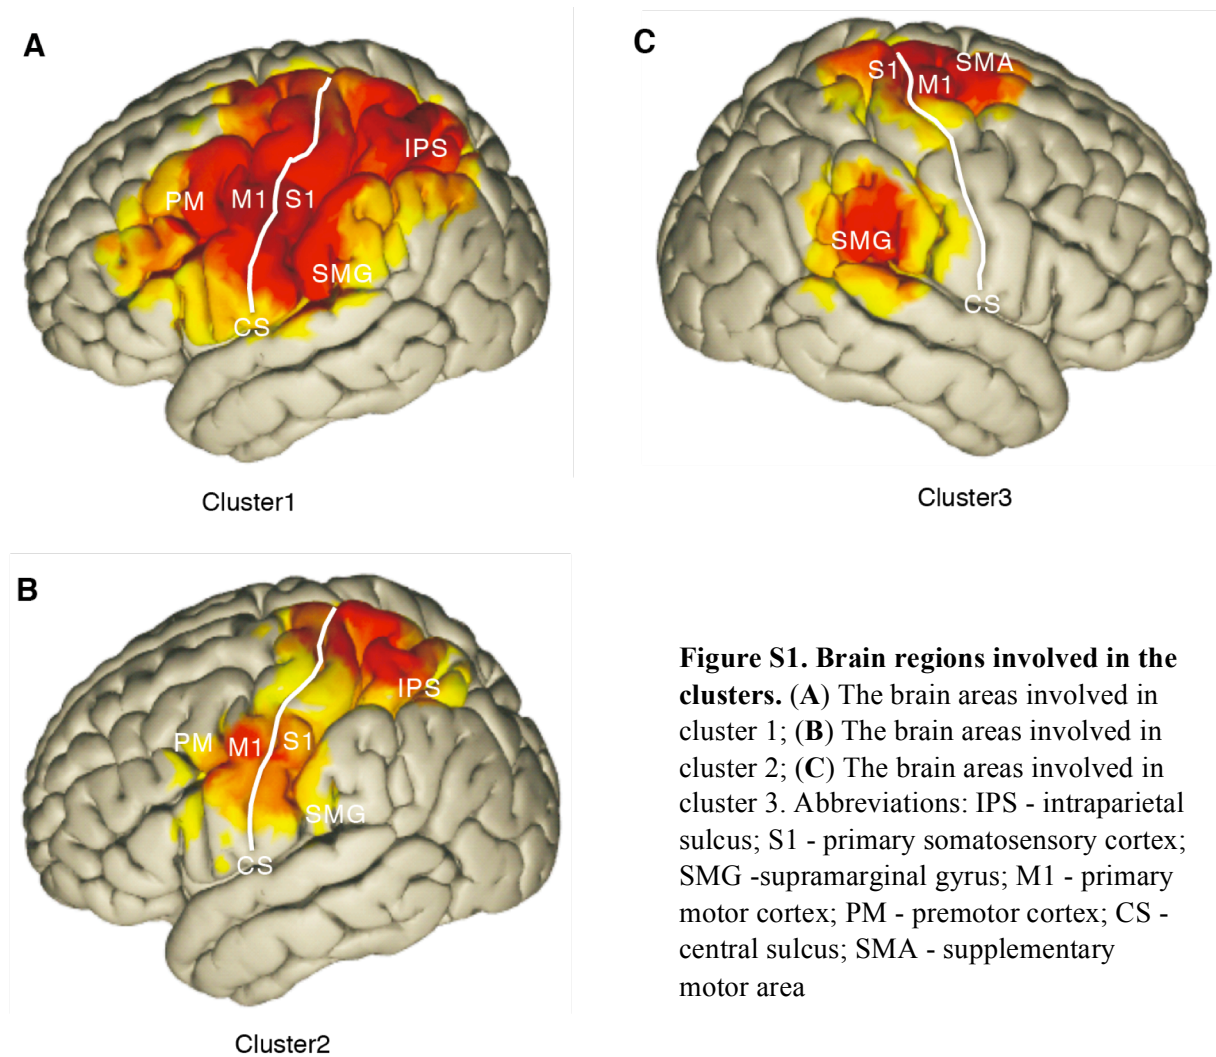 A
IPS
PM
M1
S1
SMG
CS
Cluster1
B
IPS
PM
M1
S1
SMG
CS
Cluster2
C
SMA
S1
M1
SMG
CS
Cluster3
Figure S1. Brain regions involved in the
clusters. (A) The brain areas involved in
cluster 1; (B) The brain areas involved in
cluster 2; (C) The brain areas involved in
cluster 3. Abbreviations: IPS - intraparietal
sulcus; S1 - primary somatosensory cortex;
SMG -supramarginal gyrus; M1 - primary
motor cortex; PM - premotor cortex; CS -
central sulcus; SMA - supplementary
motor area